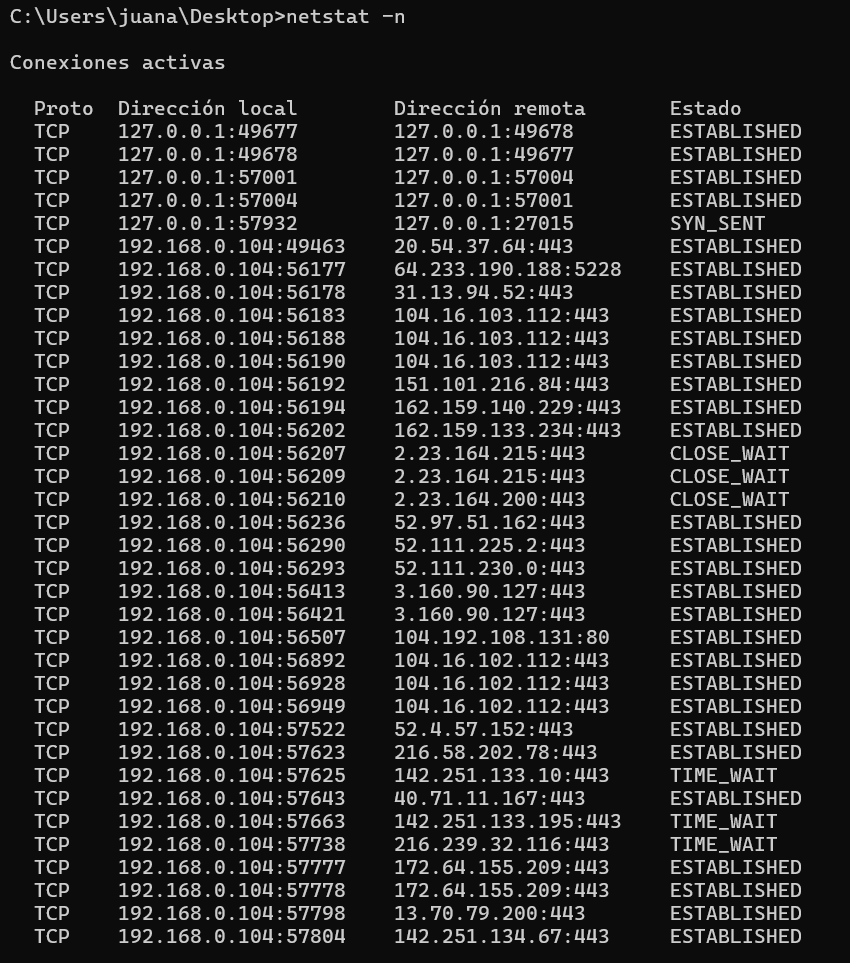 C:\Users\juana\Desktop>netstat -n
Conexiones activas
Proto Dirección local Dirección remota Estado
TCP 127.0.0.1:49677 127.0.0.1:49678 ESTABLISHED
TCP 127.0.0.1:49678 127.0.0.1:49677 ESTABLISHED
TCP 127.0.0.1:57001 127.0.0.1:57004 ESTABLISHED
TCP 127.0.0.1:57004 127.0.0.1:57001 ESTABLISHED
TCP 127.0.0.1:57932 127.0.0.1:27015 SYN_SENT
TCP 192.168.0.104:49463 20.54.37.64:443 ESTABLISHED
TCP 192.168.0.104:56177 64.233.190.188:5228 ESTABLISHED
TCP 192.168.0.104:56178 31.13.94.52:443 ESTABLISHED
TCP 192.168.0.104:56183 104.16.103.112:443 ESTABLISHED
TCP 192.168.0.104:56188 104.16.103.112:443 ESTABLISHED
TCP 192.168.0.104:56190 104.16.103.112:443 ESTABLISHED
TCP 192.168.0.104:56192 151.101.216.84:443 ESTABLISHED
TCP 192.168.0.104:56194 162.159.140.229:443 ESTABLISHED
TCP 192.168.0.104:56202 162.159.133.234:443 ESTABLISHED
TCP 192.168.0.104:56207 2.23.164.215:443 CLOSE_WAIT
TCP 192.168.0.104:56209 2.23.164.215:443 CLOSE_WAIT
TCP 192.168.0.104:56210 2.23.164.200:443 CLOSE_WAIT
TCP 192.168.0.104:56236 52.97.51.162:443 ESTABLISHED
TCP 192.168.0.104:56290 52.111.225.2:443 ESTABLISHED
TCP 192.168.0.104:56293 52.111.230.0:443 ESTABLISHED
TCP 192.168.0.104:56413 3.160.90.127:443 ESTABLISHED
TCP 192.168.0.104:56421 3.160.90.127:443 ESTABLISHED
TCP 192.168.0.104:56507 104.192.108.131:80 ESTABLISHED
TCP 192.168.0.104:56892 104.16.102.112:443 ESTABLISHED
TCP 192.168.0.104:56928 104.16.102.112:443 ESTABLISHED
TCP 192.168.0.104:56949 104.16.102.112:443 ESTABLISHED
TCP 192.168.0.104:57522 52.4.57.152:443 ESTABLISHED
TCP 192.168.0.104:57623 216.58.202.78:443 ESTABLISHED
TCP 192.168.0.104:57625 142.251.133.10:443 TIME_WAIT
TCP 192.168.0.104:57643 40.71.11.167:443 ESTABLISHED
TCP 192.168.0.104:57663 142.251.133.195:443 TIME_WAIT
TCP 192.168.0.104:57738 216.239.32.116:443 TIME_WAIT
TCP 192.168.0.104:57777 172.64.155.209:443 ESTABLISHED
TCP 192.168.0.104:57778 172.64.155.209:443 ESTABLISHED
TCP 192.168.0.104:57798 13.70.79.200:443 ESTABLISHED
TCP 192.168.0.104:57804 142.251.134.67:443 ESTABLISHED